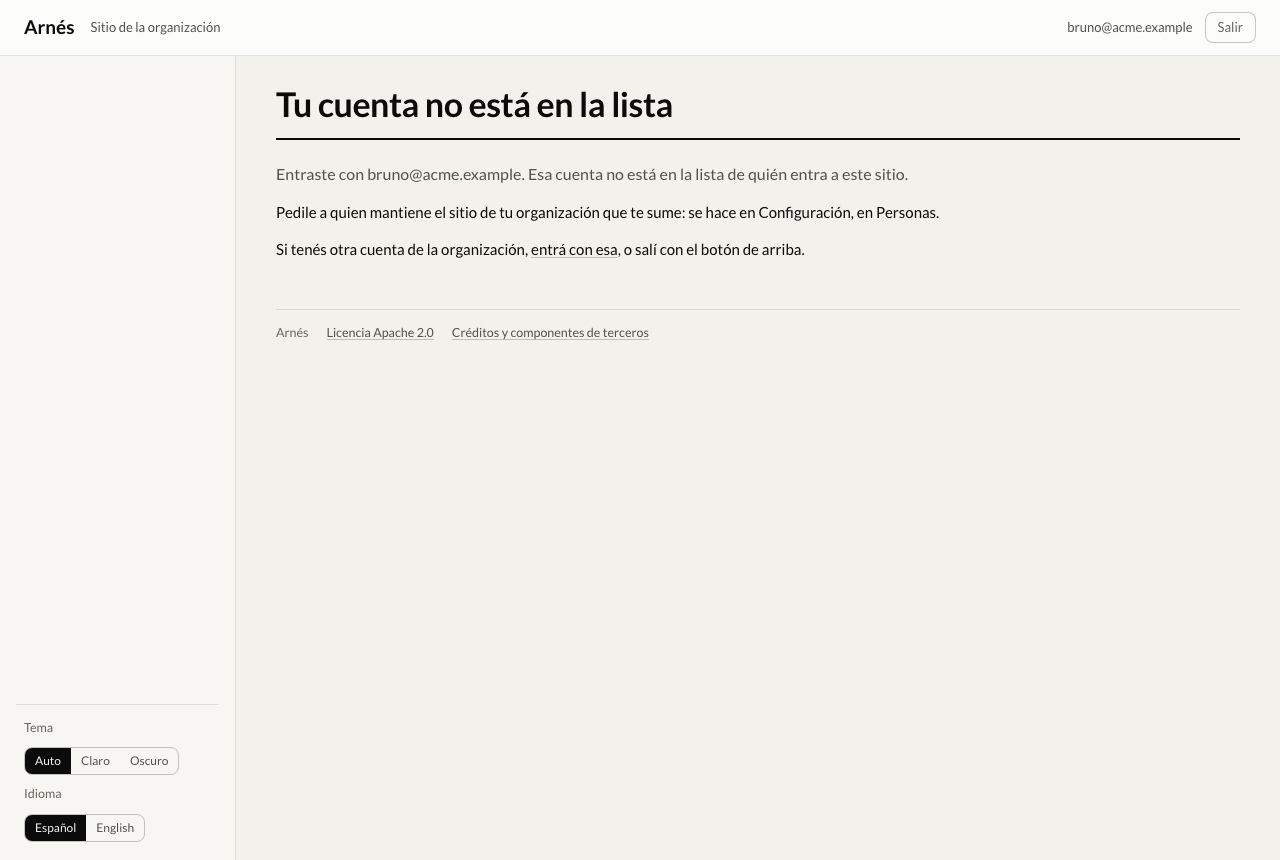 Arnés
Sitio de la organización
bruno@acme.example
Salir
Tu cuenta no está en la lista
Entraste con bruno@acme.example. Esa cuenta no está en la lista de quién entra a este sitio.
Pedile a quien mantiene el sitio de tu organización que te sume: se hace en Configuración, en Personas.
Si tenés otra cuenta de la organización, entrá con esa, o salí con el botón de arriba.
Arnés
Licencia Apache 2.0
Créditos y componentes de terceros
Tema
Auto
Claro
Oscuro
Idioma
Español
English